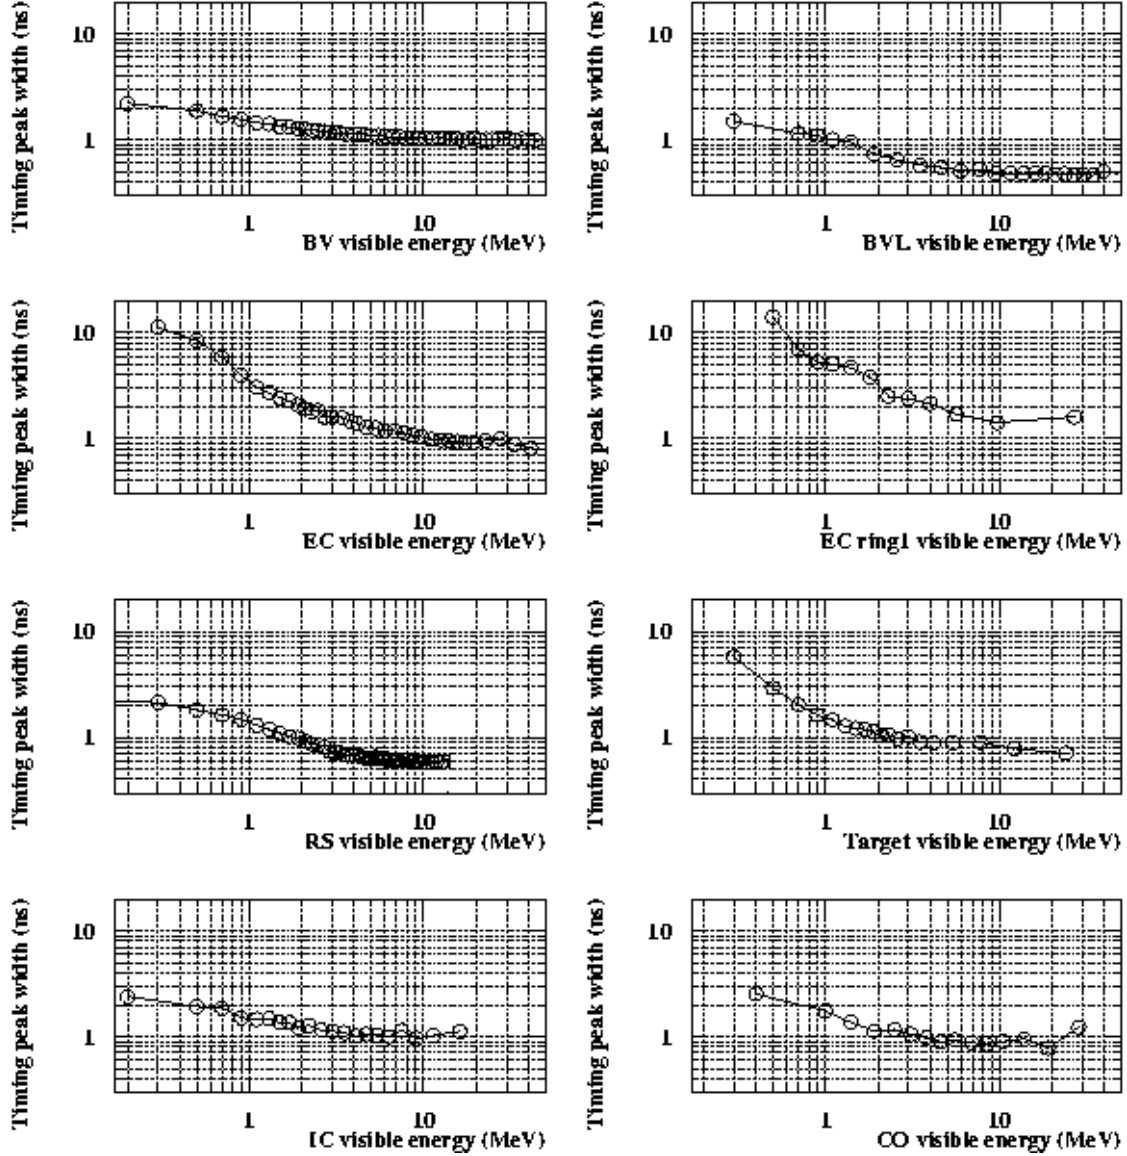 Timing peak width (ns)
10
1
1
10
BV visible energy (MeV)
Timing peak width (ns)
10
1
1
10
BVL visible energy (MeV)
Timing peak width (ns)
10
1
1
10
EC visible energy (MeV)
Timing peak width (ns)
10
1
1
10
EC ring1 visible energy (MeV)
Timing peak width (ns)
10
1
1
10
RS visible energy (MeV)
Timing peak width (ns)
10
1
1
10
Target visible energy (MeV)
Timing peak width (ns)
10
1
1
10
IC visible energy (MeV)
Timing peak width (ns)
10
1
1
10
CO visible energy (MeV)